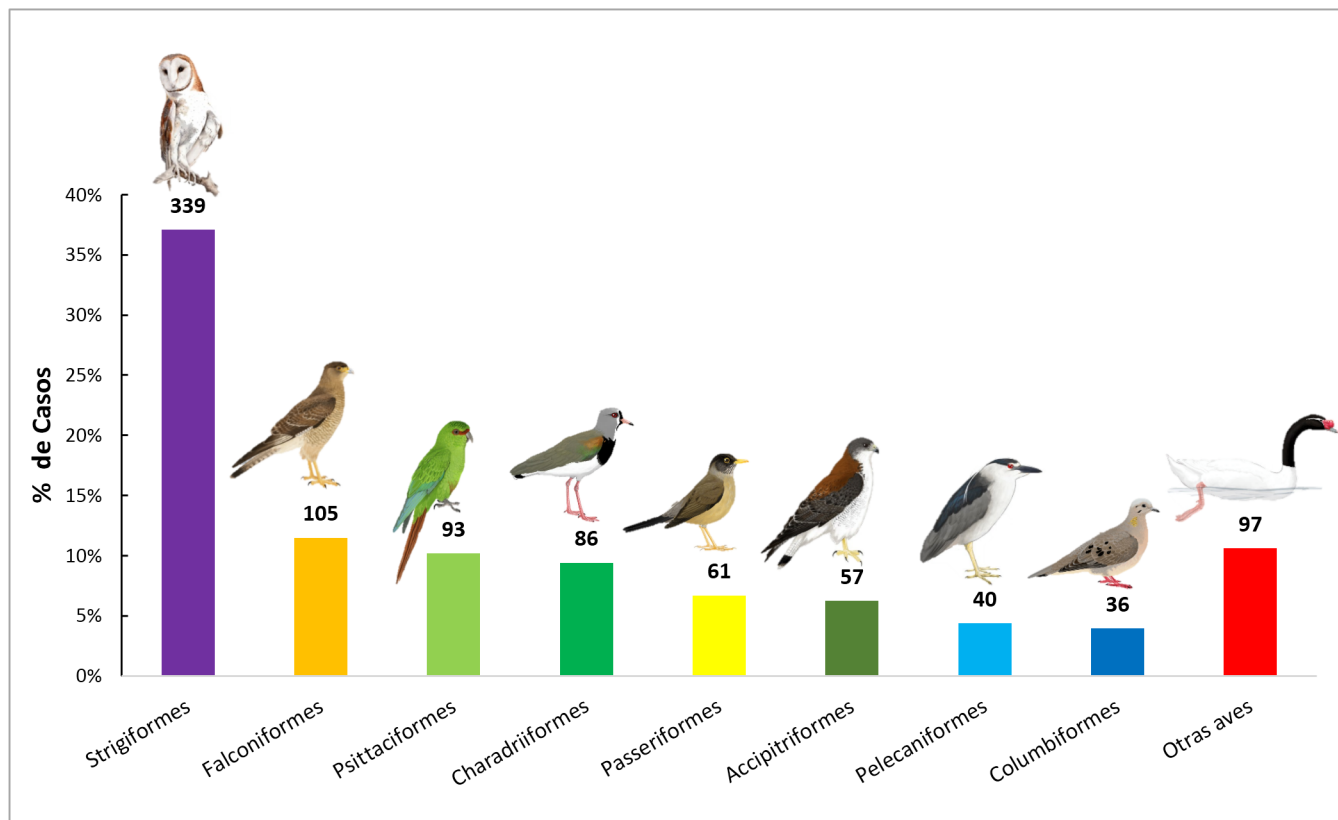 % de Casos
40%
35%
30%
25%
20%
15%
10%
5%
0%
339
105
93
86
61
57
40
36
97
Strigiformes
Falconiformes
Psittaciformes
Charadriiformes
Passeriformes
Accipitriformes
Pelecaniformes
Columbiformes
Otras aves